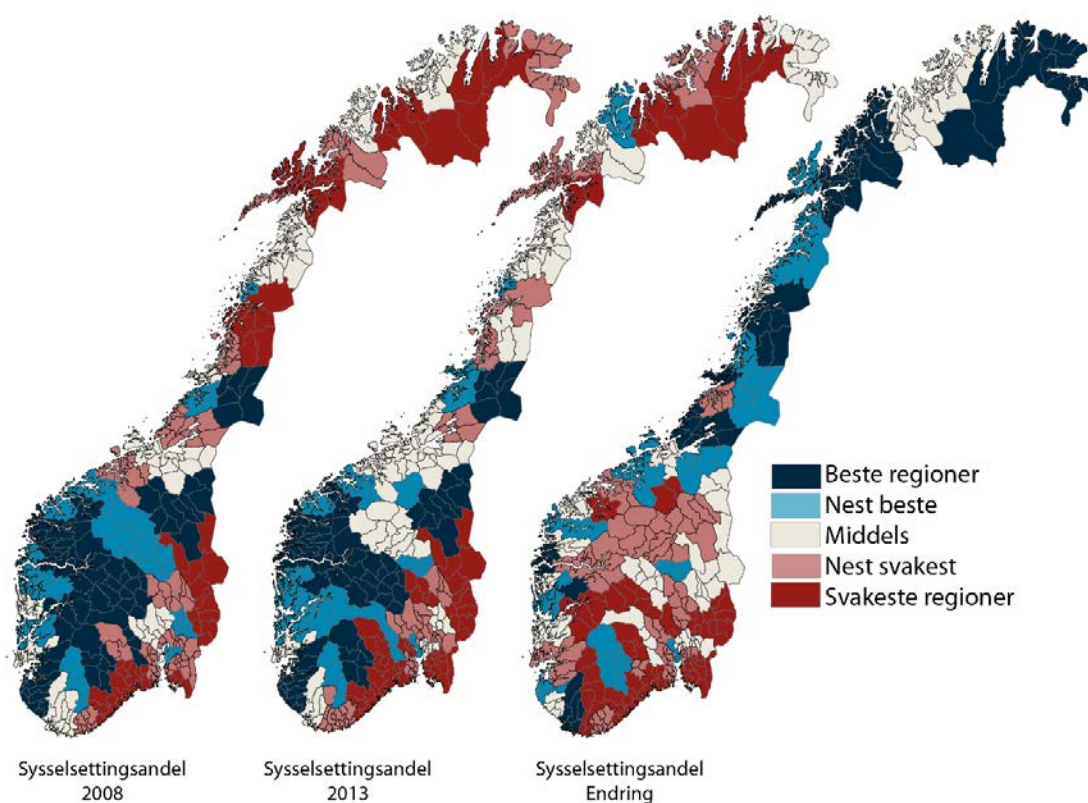 Beste regioner
Nest beste
Middels
Nest svakest
Svakeste regioner
Sysselsettingsandel
2008
Sysselsettingsandel
2013
Sysselsettingsandel
Endring